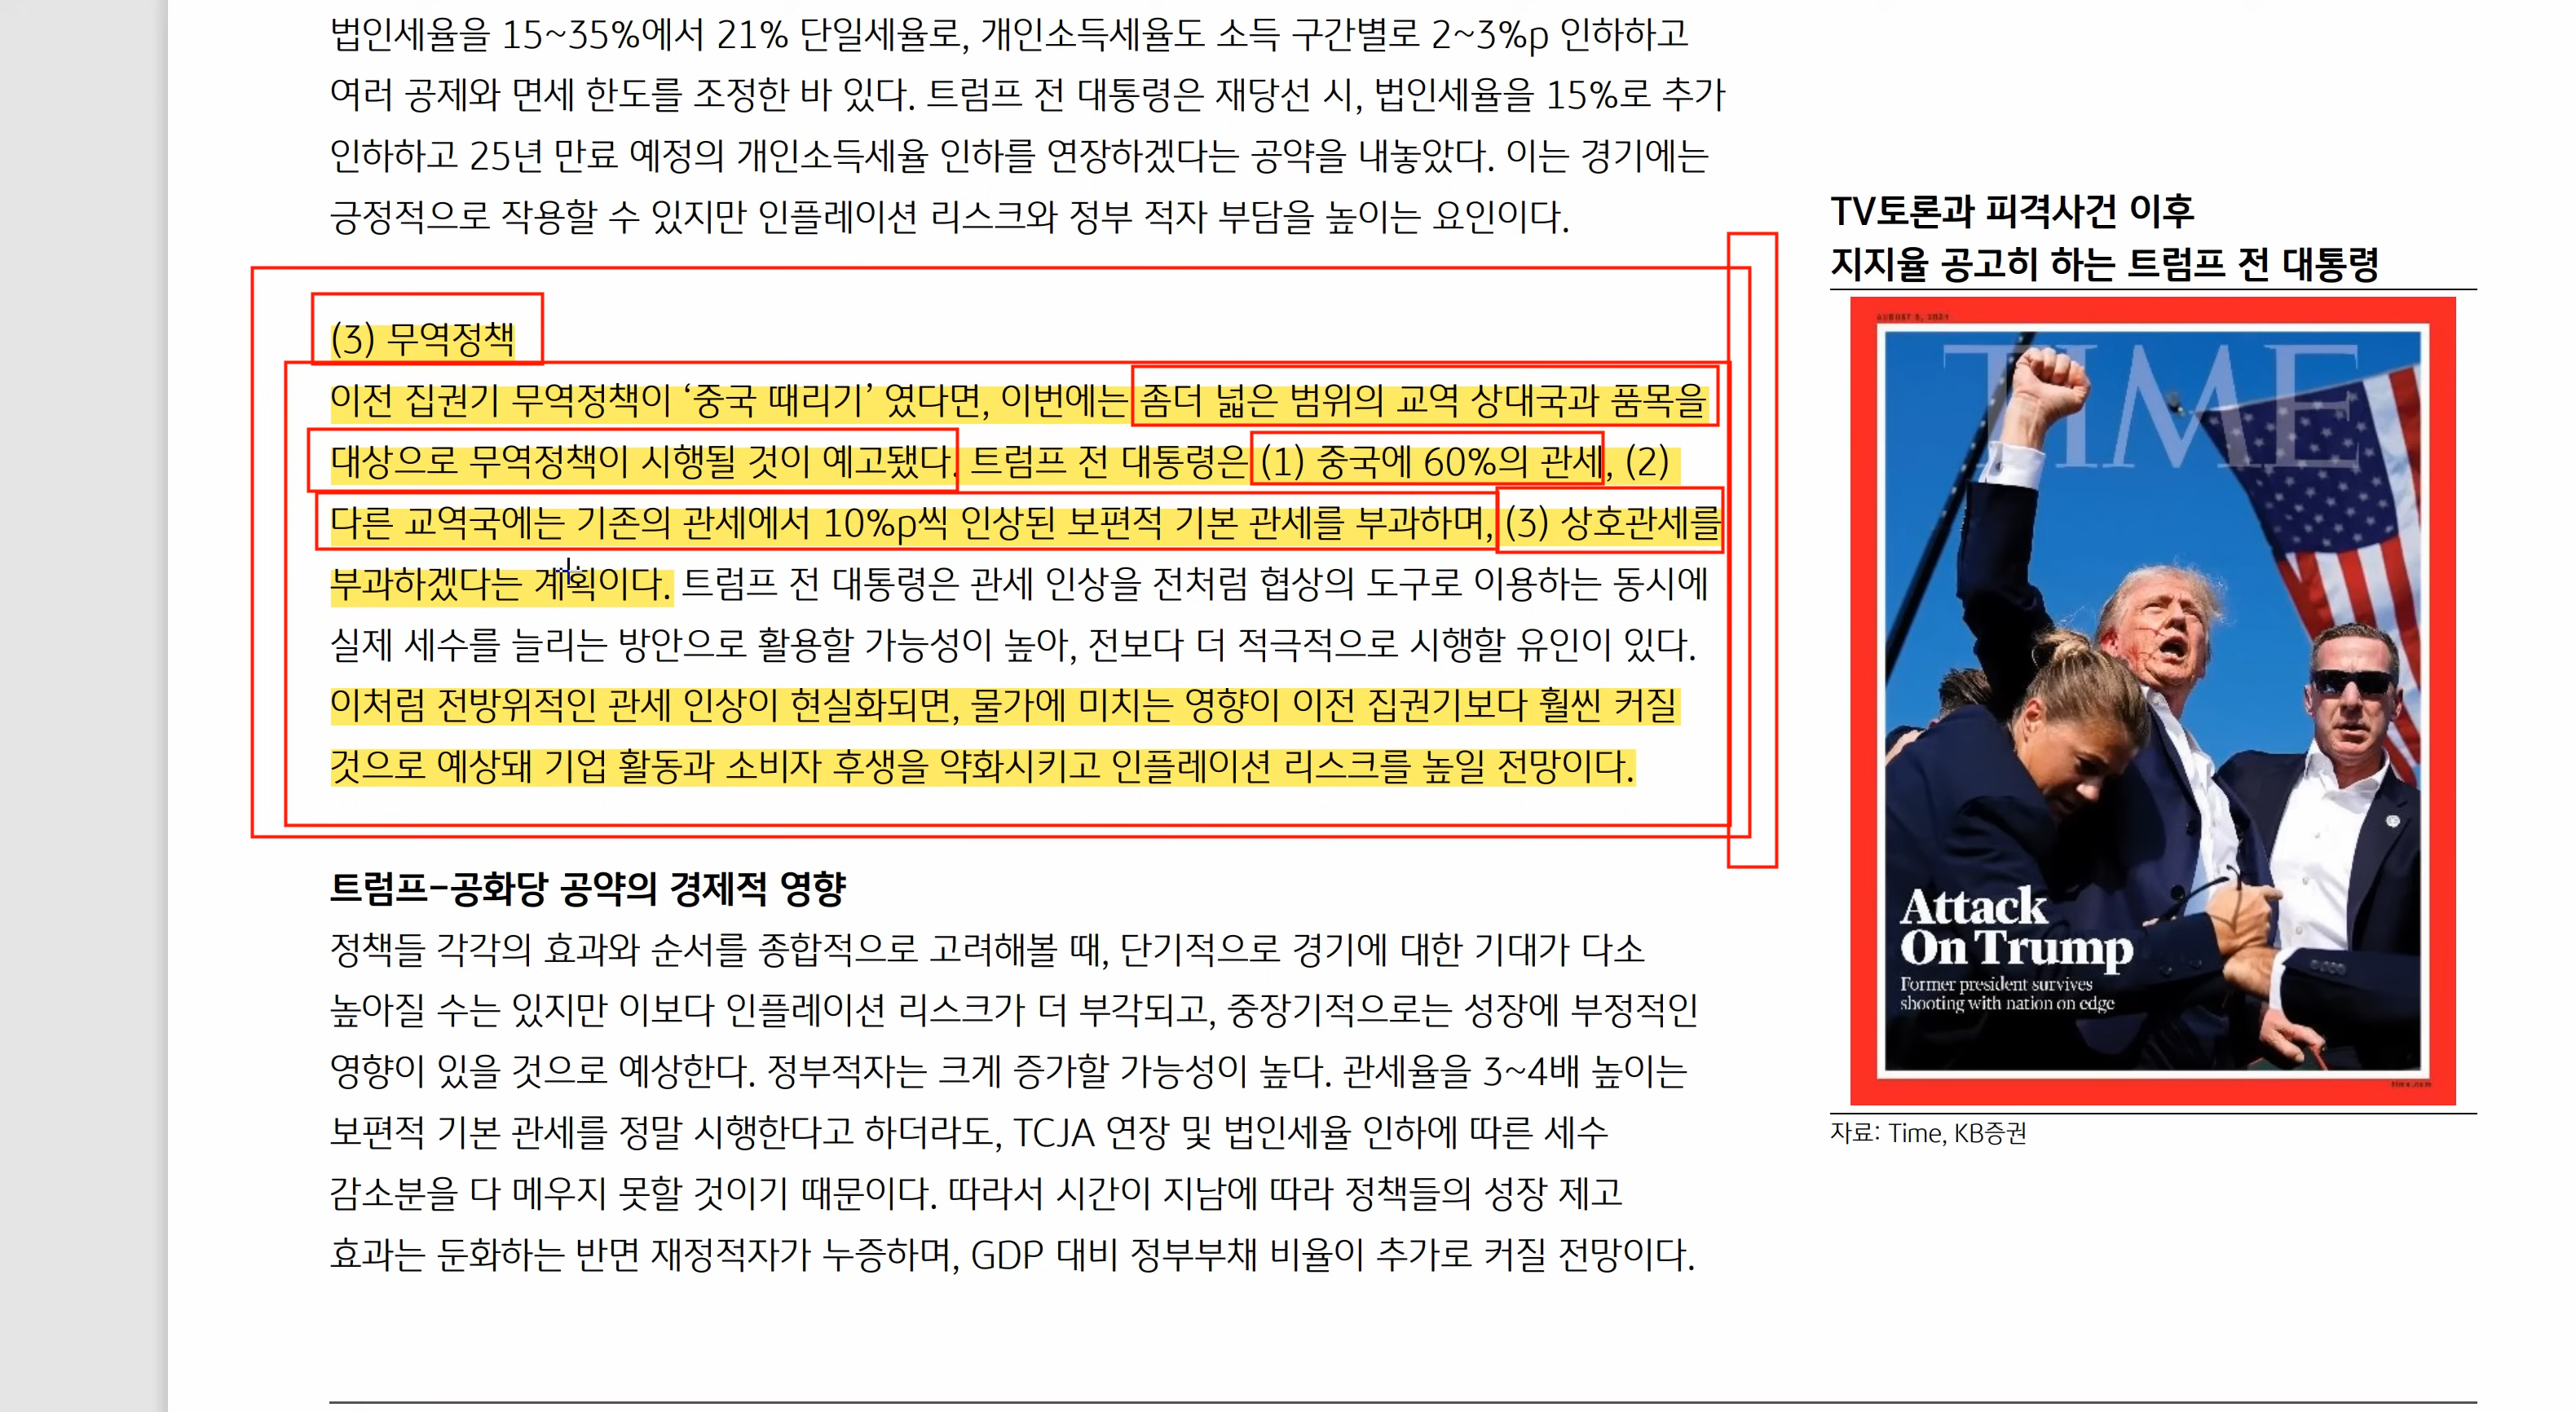 법인세율을 15~35%에서 21% 단일세율로, 개인소득세율도 소득 구간별로 2~3%p 인하하고
여러 공제와 면세 한도를 조정한 바 있다. 트럼프 전 대통령은 재당선 시, 법인세율을 15%로 추가
인하하고 25년 만료 예정의 개인소득세율 인하를 연장하겠다는 공약을 내놓았다. 이는 경기에는
긍정적으로 작용할 수 있지만 인플레이션 리스크와 정부 적자 부담을 높이는 요인이다.
(3) 무역정책
이전 집권기 무역정책이 ‘중국 때리기’ 였다면, 이번에는 좀더 넓은 범위의 교역 상대국과 품목을
대상으로 무역정책이 시행될 것이 예고됐다. 트럼프 전 대통령은 (1) 중국에 60%의 관세, (2)
다른 교역국에는 기존의 관세에서 10%p씩 인상된 보편적 기본 관세를 부과하며, (3) 상호관세를
부과하겠다는 계획이다. 트럼프 전 대통령은 관세 인상을 전처럼 협상의 도구로 이용하는 동시에
실제 세수를 늘리는 방안으로 활용할 가능성이 높아, 전보다 더 적극적으로 시행할 유인이 있다.
이처럼 전방위적인 관세 인상이 현실화되면, 물가에 미치는 영향이 이전 집권기보다 훨씬 커질
것으로 예상돼 기업 활동과 소비자 후생을 약화시키고 인플레이션 리스크를 높일 전망이다.
트럼프-공화당 공약의 경제적 영향
정책들 각각의 효과와 순서를 종합적으로 고려해볼 때, 단기적으로 경기에 대한 기대가 다소
높아질 수는 있지만 이보다 인플레이션 리스크가 더 부각되고, 중장기적으로는 성장에 부정적인
영향이 있을 것으로 예상한다. 정부적자는 크게 증가할 가능성이 높다. 관세율을 3~4배 높이는
보편적 기본 관세를 정말 시행한다고 하더라도, TCJA 연장 및 법인세율 인하에 따른 세수
감소분을 다 메우지 못할 것이기 때문이다. 따라서 시간이 지남에 따라 정책들의 성장 제고
효과는 둔화하는 반면 재정적자가 누증하며, GDP 대비 정부부채 비율이 추가로 커질 전망이다.
TV토론과 피격사건 이후
지지율 공고히 하는 트럼프 전 대통령
AUGUST 5, 2024
TIME
Attack
On Trump
Former president survives
shooting with nation on edge
time.com
자료: Time, KB증권